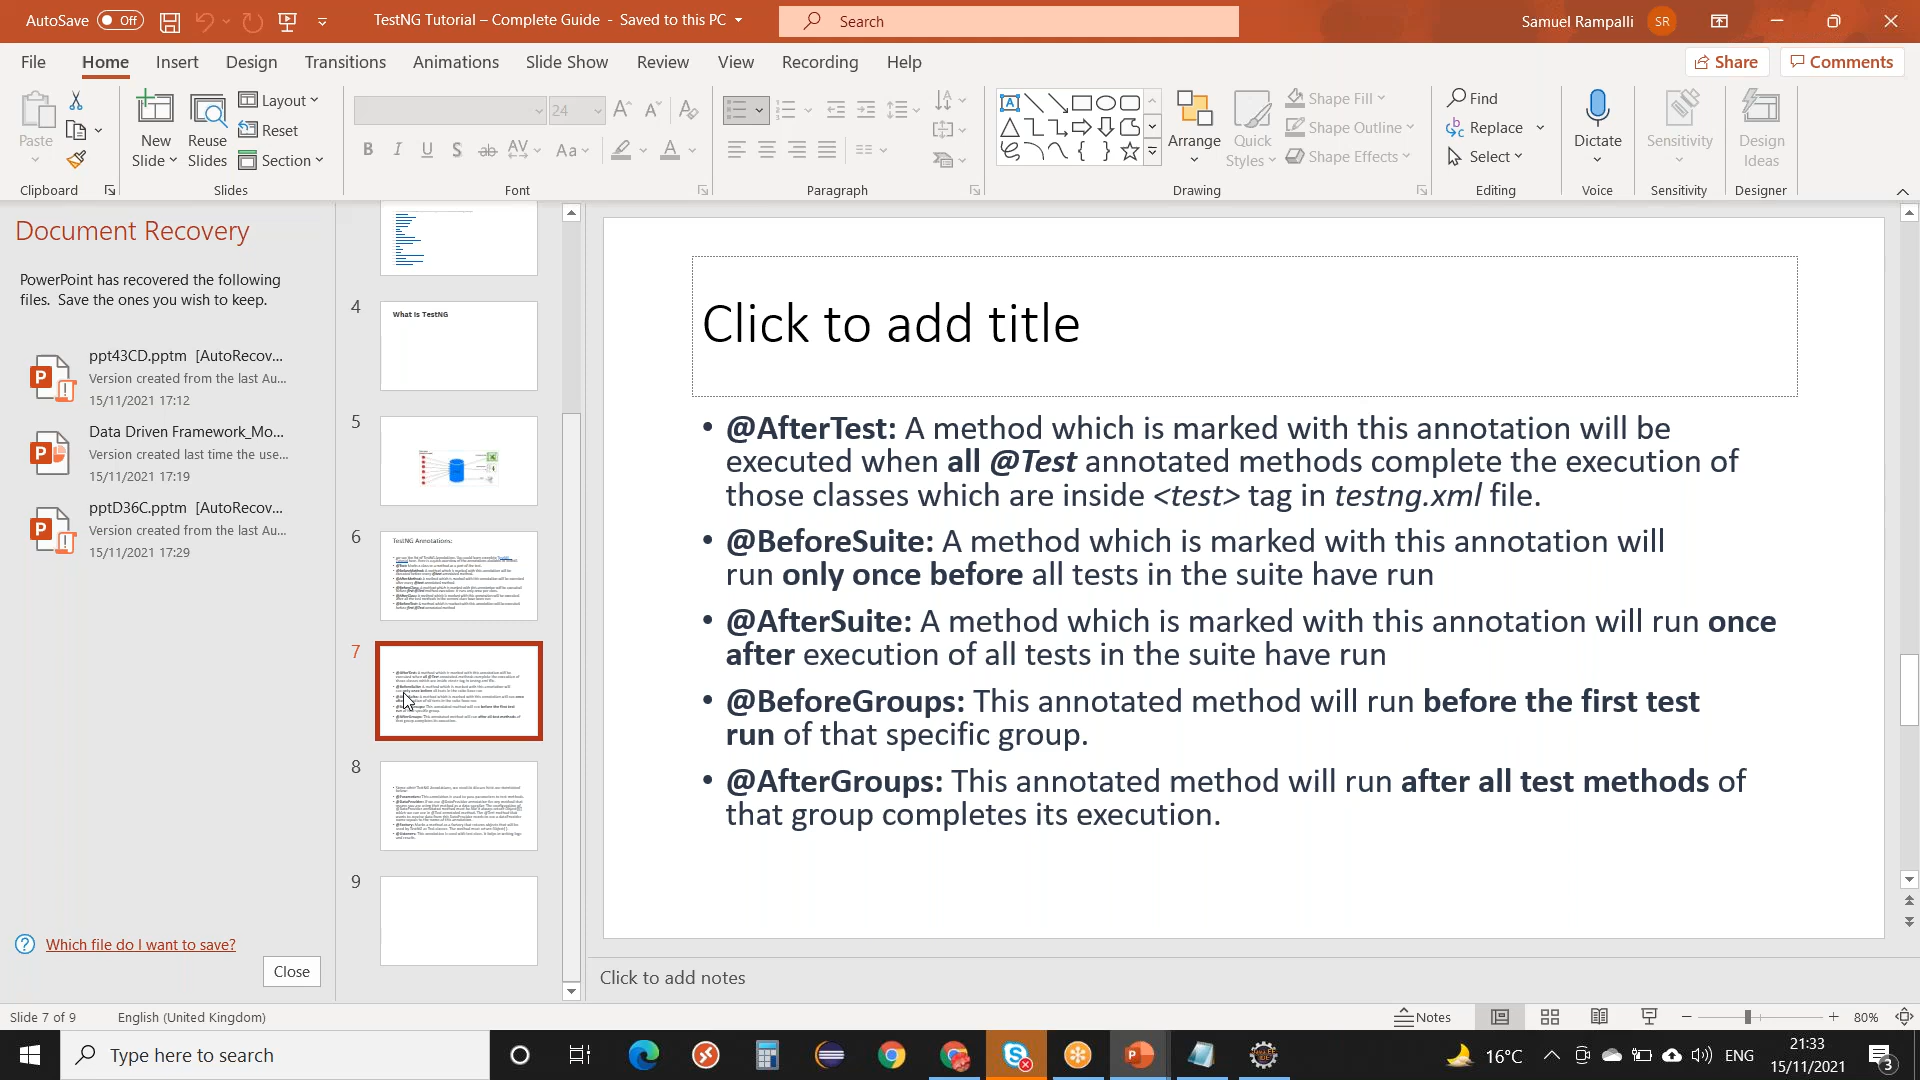 AutoSave Off
TestNG Tutorial – Complete Guide - Saved to this PC
Search
Samuel Rampalli SR
File Home Insert Design Transitions Animations Slide Show Review View Recording Help
Share Comments
Paste
New Slide
Reuse Slides
Layout
Reset
Section
24
B I U S ab AV Aa A
Arrange
Quick Styles
Shape Fill
Shape Outline
Shape Effects
Find
Replace
Select
Dictate
Sensitivity
Design Ideas
Clipboard Slides Font Paragraph Drawing Editing Voice Sensitivity Designer
Document Recovery
PowerPoint has recovered the following
files. Save the ones you wish to keep.
ppt43CD.pptm [AutoRecov...
Version created from the last Au...
15/11/2021 17:12
Data Driven Framework_Mo...
Version created last time the use...
15/11/2021 17:19
pptD36C.pptm [AutoRecov...
Version created from the last Au...
15/11/2021 17:29
Which file do I want to save?
Close
4
What is TestNG
5
6
TestNG Annotations:
7
8
9
Click to add title
• @AfterTest: A method which is marked with this annotation will be
executed when all @Test annotated methods complete the execution of
those classes which are inside <test> tag in testng.xml file.
• @BeforeSuite: A method which is marked with this annotation will
run only once before all tests in the suite have run
• @AfterSuite: A method which is marked with this annotation will run once
after execution of all tests in the suite have run
• @BeforeGroups: This annotated method will run before the first test
run of that specific group.
• @AfterGroups: This annotated method will run after all test methods of
that group completes its execution.
Click to add notes
Slide 7 of 9 English (United Kingdom)
Notes
80%
Type here to search
16°C
ENG
21:33
15/11/2021
3